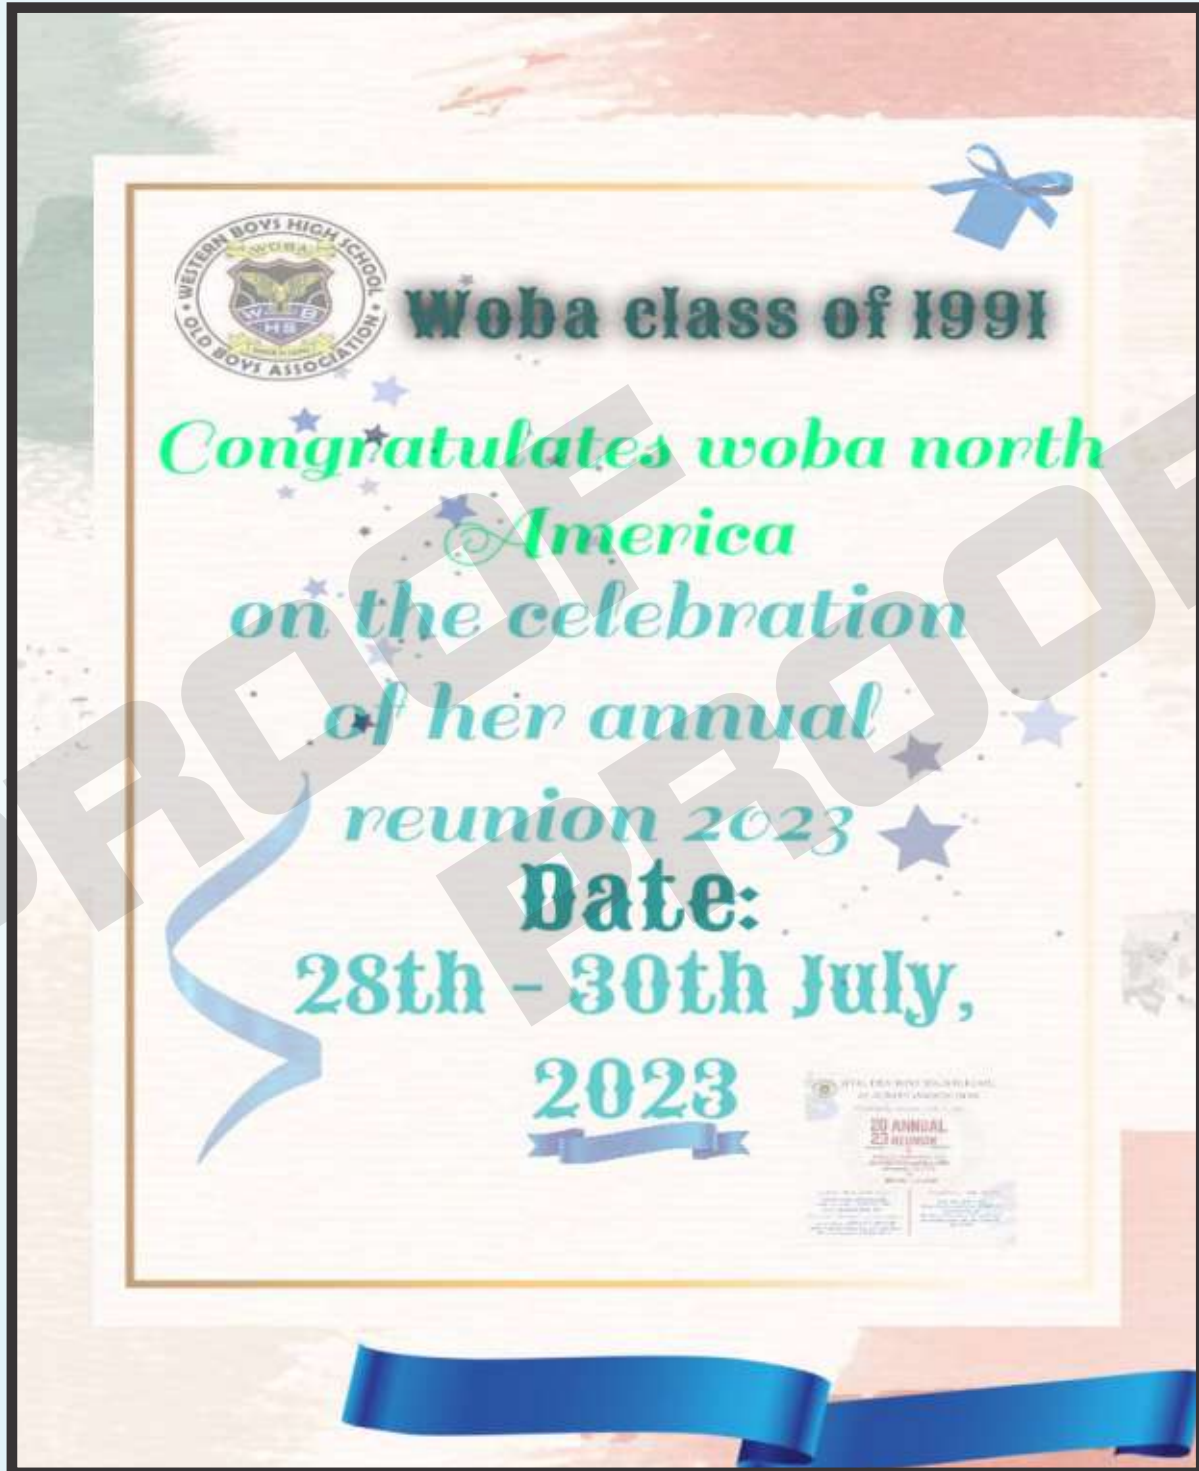 WESTERN BOYS HIGH SCHOOL
OLD BOYS ASSOCIATION
WOBA
W B
HS
Woba class of 1991
Congratulates woba north
America
on the celebration
of her annual
reunion 2023
Date:
28th - 30th July,
2023
20 ANNUAL
23 REUNION
PROOF
PROOF